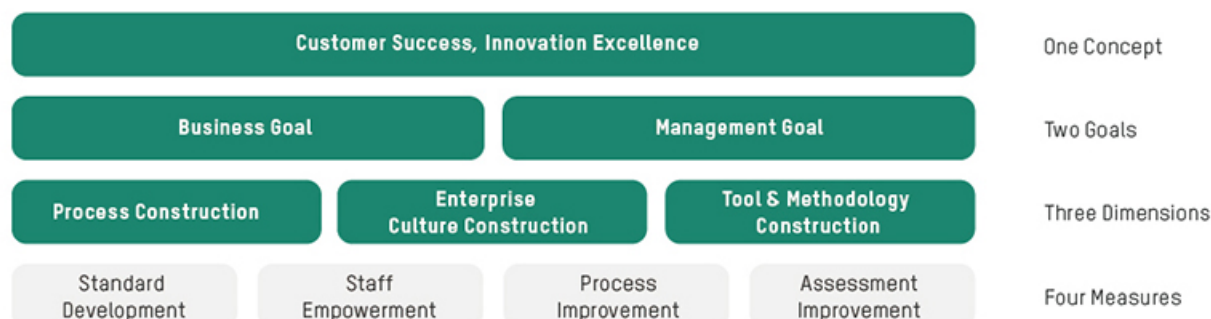 Customer Success, Innovation Excellence
One Concept
Business Goal
Management Goal
Two Goals
Process Construction
Enterprise
Culture Construction
Tool & Methodology
Construction
Three Dimensions
Standard
Development
Staff
Empowerment
Process
Improvement
Assessment
Improvement
Four Measures